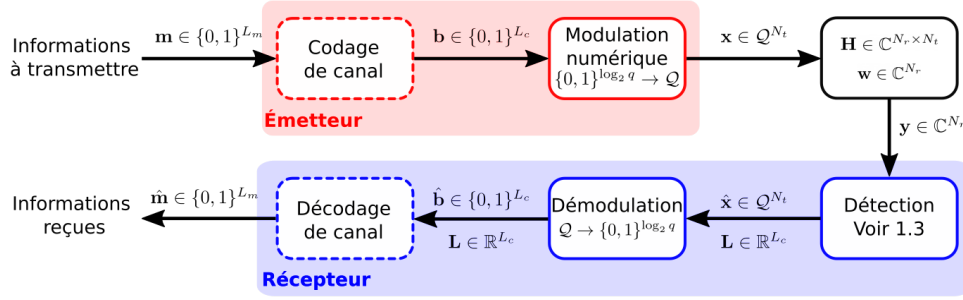 Informations
à transmettre
m ∈ {0, 1}^{L_m}
Codage
de canal
b ∈ {0, 1}^{L_c}
Modulation
numérique
{0, 1}^{log_2 q} → 𝒬
x ∈ 𝒬^{N_t}
H ∈ ℂ^{N_r×N_t}
w ∈ ℂ^{N_r}
Émetteur
y ∈ ℂ^{N_r}
Informations
reçues
m̂ ∈ {0, 1}^{L_m}
Décodage
de canal
b̂ ∈ {0, 1}^{L_c}
L ∈ ℝ^{L_c}
Démodulation
𝒬 → {0, 1}^{log_2 q}
x̂ ∈ 𝒬^{N_t}
L ∈ ℝ^{L_c}
Détection
Voir 1.3
Récepteur